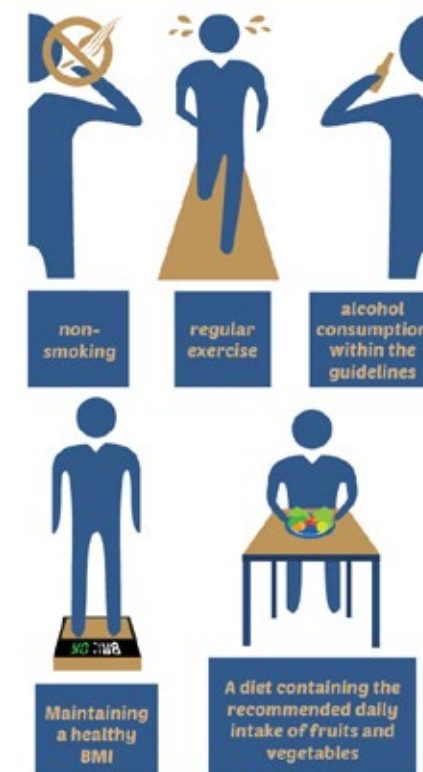 non-
smoking
regular
exercise
alcohol
consumption
within the
guidelines
Maintaining
a healthy
BMI
A diet containing the
recommended daily
intake of fruits and
vegetables